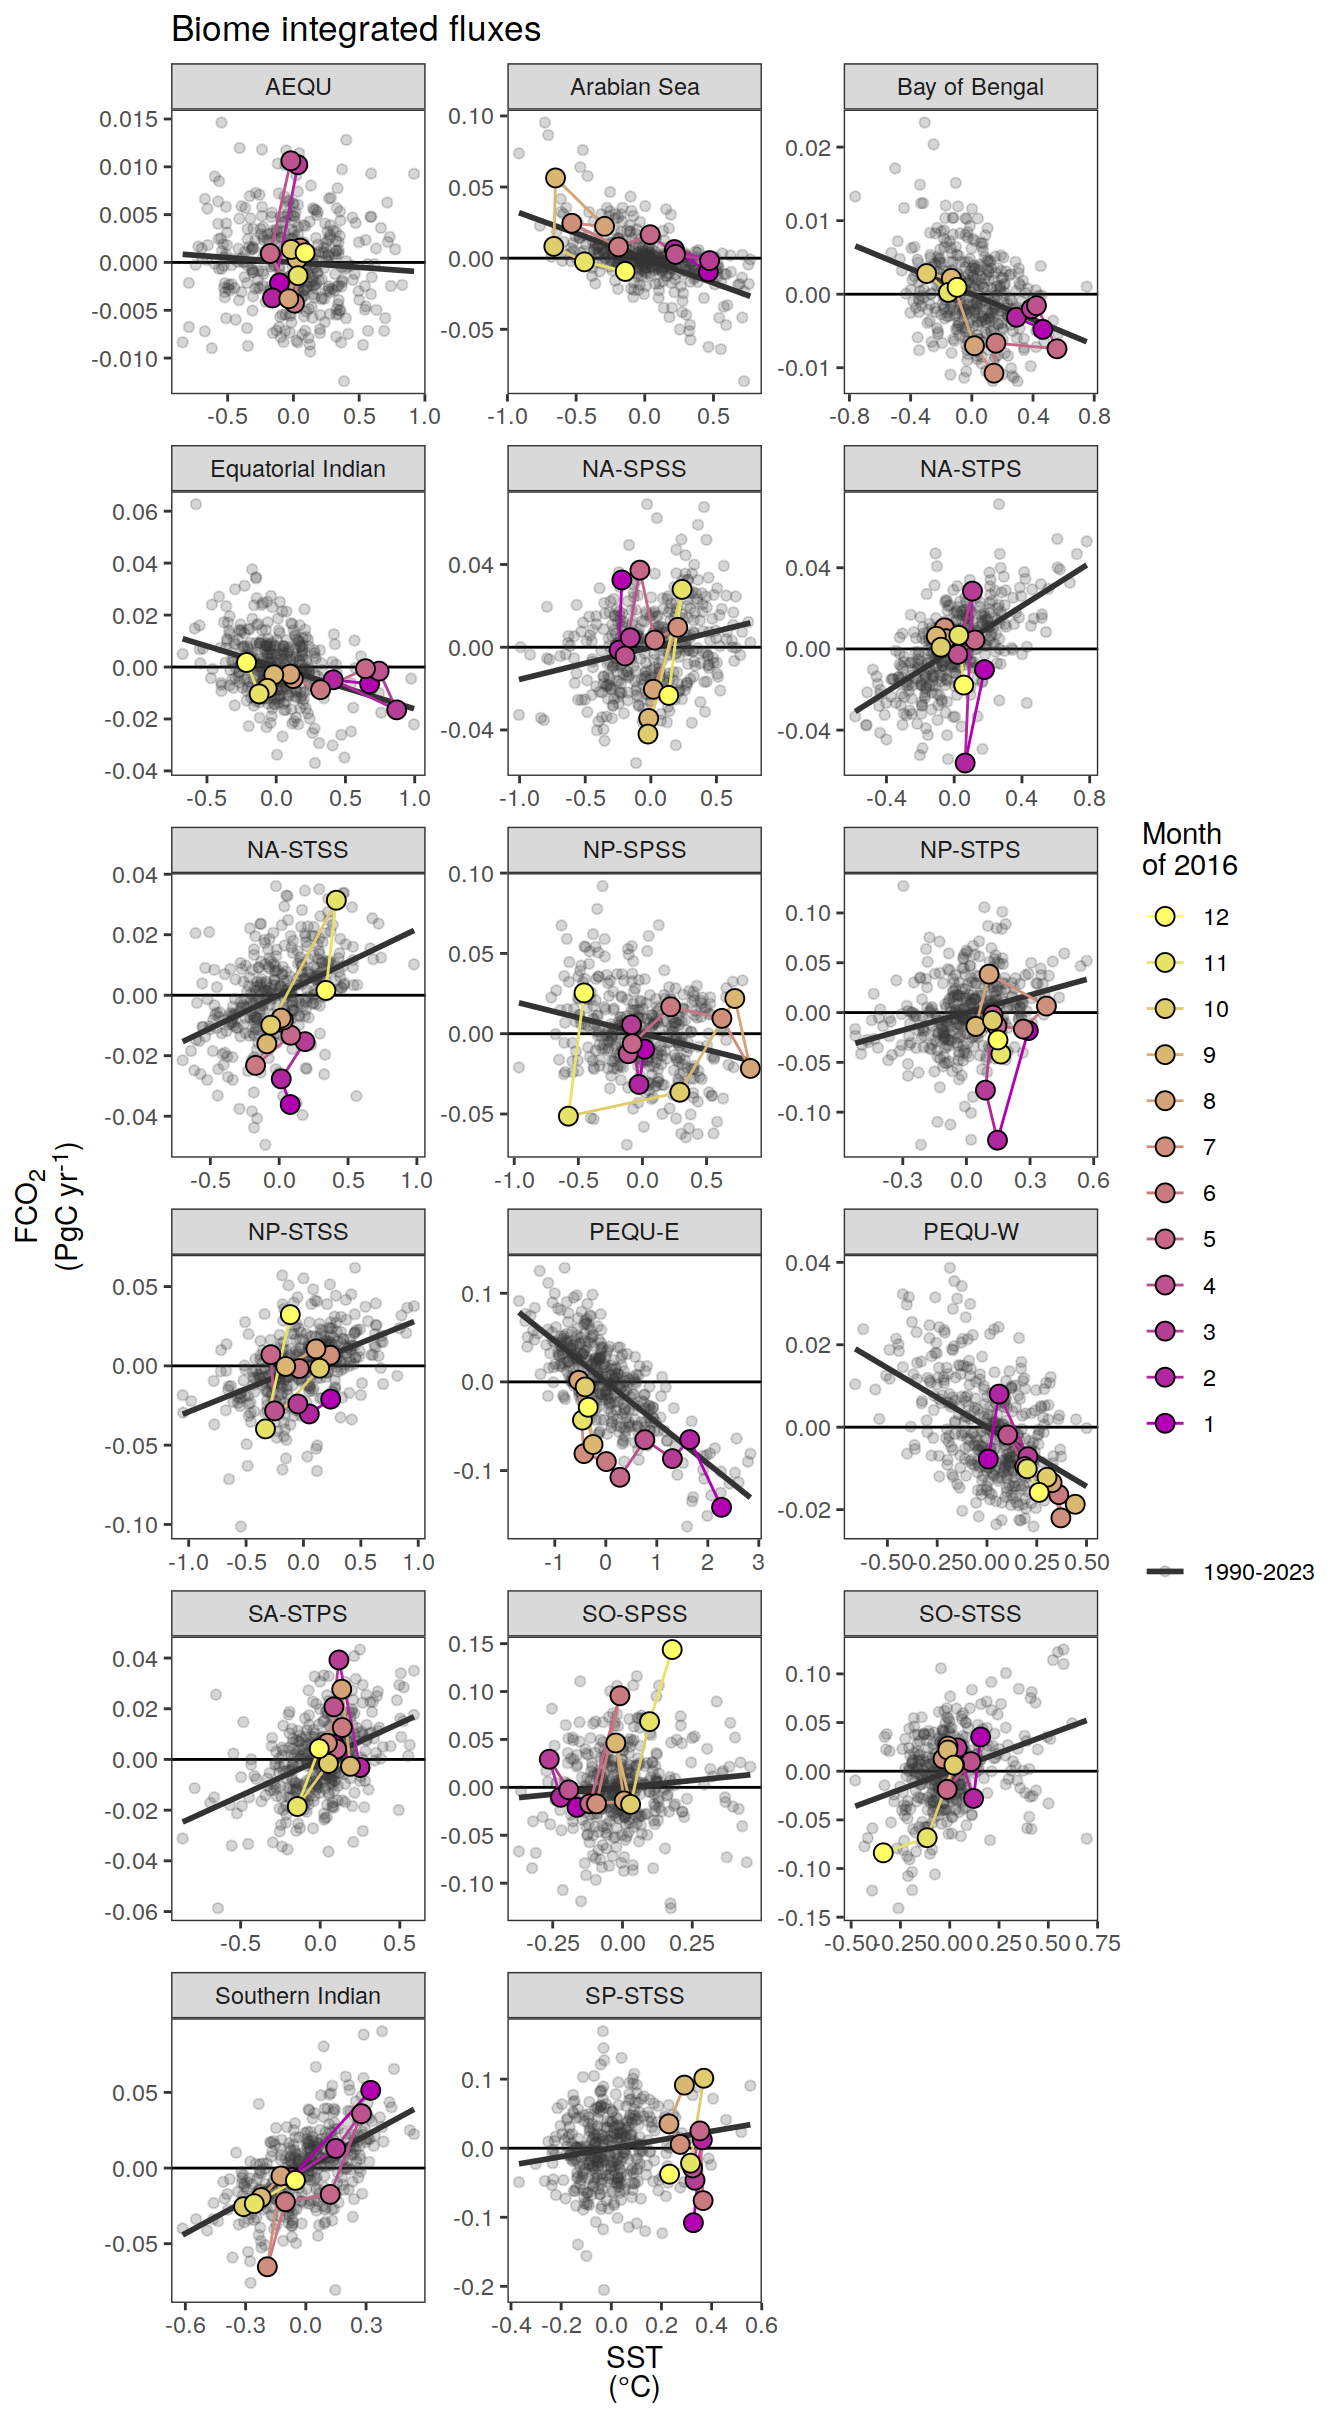 Biome integrated fluxes
AEQU
Arabian Sea
Bay of Bengal
0.015
0.010
0.005
0.000
-0.005
-0.010
0.10
0.05
0.00
-0.05
0.02
0.01
0.00
-0.01
-0.5 0.0 0.5 1.0
-1.0 -0.5 0.0 0.5
-0.8 -0.4 0.0 0.4 0.8
Equatorial Indian
NA-SPSS
NA-STPS
0.06
0.04
0.02
0.00
-0.02
-0.04
0.04
0.00
-0.04
0.04
0.00
-0.04
-0.5 0.0 0.5 1.0
-1.0 -0.5 0.0 0.5
-0.4 0.0 0.4 0.8
NA-STSS
NP-SPSS
NP-STPS
0.04
0.02
0.00
-0.02
-0.04
0.10
0.05
0.00
-0.05
0.10
0.05
0.00
-0.05
-0.10
-0.5 0.0 0.5 1.0
-1.0 -0.5 0.0 0.5
-0.3 0.0 0.3 0.6
NP-STSS
PEQU-E
PEQU-W
0.05
0.00
-0.05
-0.10
0.1
0.0
-0.1
0.04
0.02
0.00
-0.02
-1.0 -0.5 0.0 0.5 1.0
-1 0 1 2 3
-0.50 -0.25 0.00 0.25 0.50
SA-STPS
SO-SPSS
SO-STSS
0.04
0.02
0.00
-0.02
-0.04
-0.06
0.15
0.10
0.05
0.00
-0.05
-0.10
0.10
0.05
0.00
-0.05
-0.10
-0.15
-0.5 0.0 0.5
-0.25 0.00 0.25
-0.50 -0.25 0.00 0.25 0.50 0.75
Southern Indian
SP-STSS
0.05
0.00
-0.05
0.1
0.0
-0.1
-0.2
-0.6 -0.3 0.0 0.3
-0.4 -0.2 0.0 0.2 0.4 0.6
SST
(°C)
FCO₂
(PgC yr⁻¹)
Month
of 2016
12
11
10
9
8
7
6
5
4
3
2
1
1990-2023